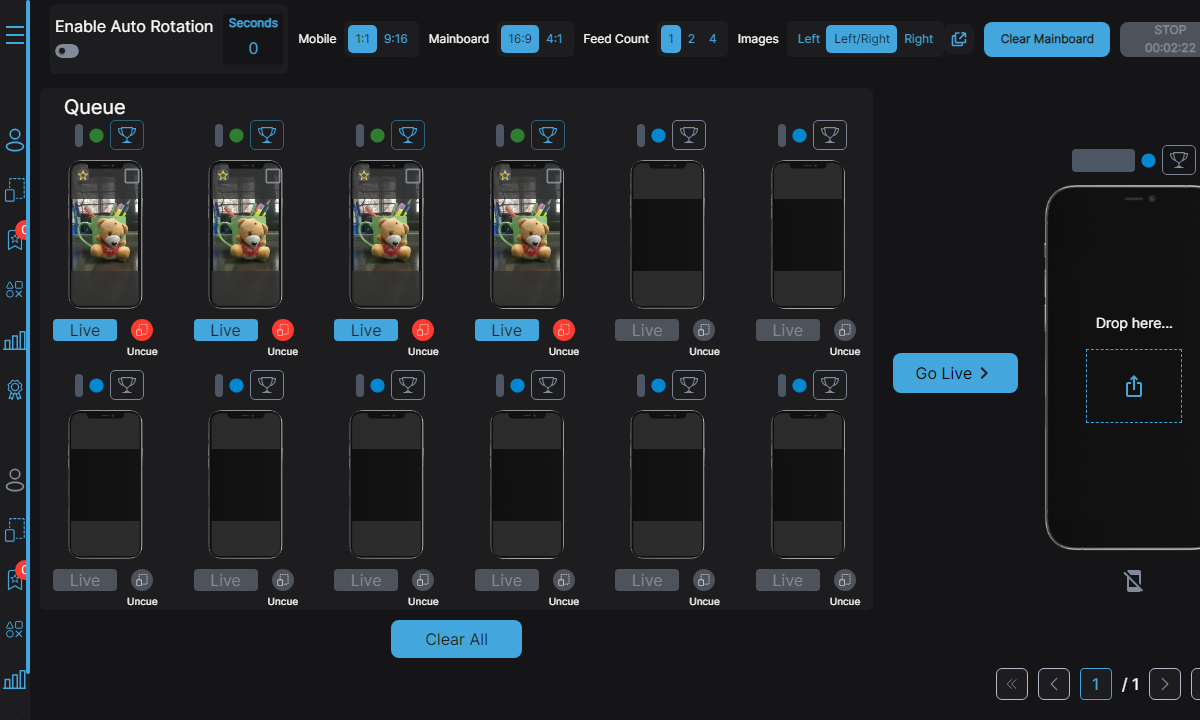 Enable Auto Rotation
Seconds
0
Mobile 1:1 9:16 Mainboard 16:9 4:1 Feed Count 1 2 4 Images Left Left/Right Right Clear Mainboard
STOP
00:02:22
Queue
Live Live Live Live Live Live
Uncue Uncue Uncue Uncue Uncue Uncue
Drop here...
Go Live
Live Live Live Live Live Live
Uncue Uncue Uncue Uncue Uncue Uncue
Clear All
1 / 1